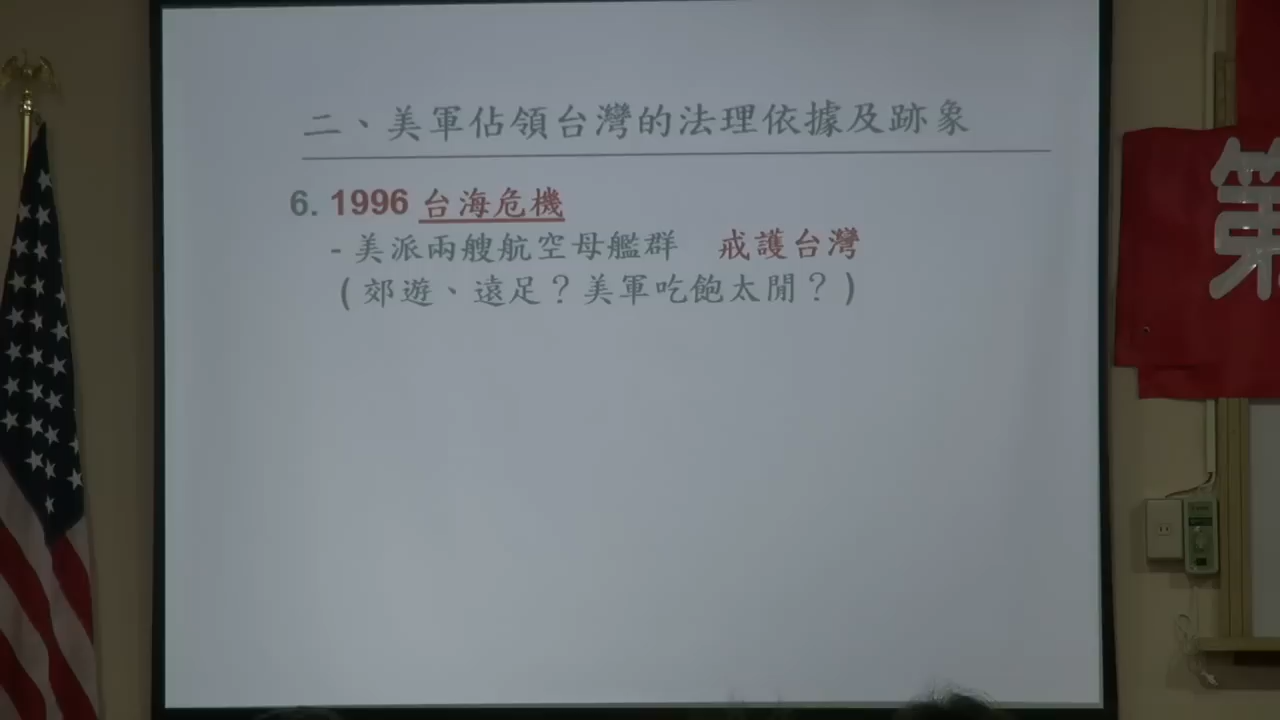 二、美軍佔領台灣的法理依據及跡象
6. 1996 台海危機
- 美派兩艘航空母艦群 戒護台灣
( 郊遊、遠足？美軍吃飽太閒？)
第